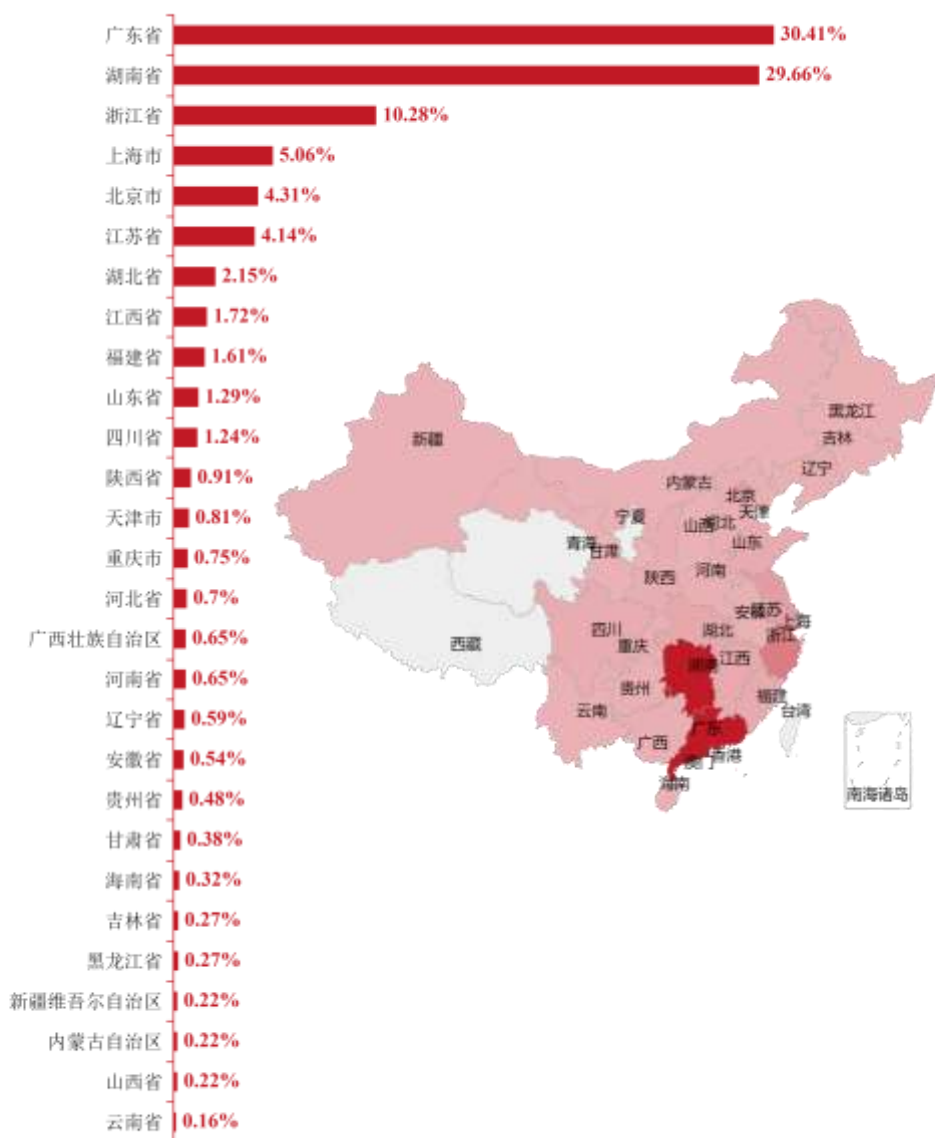 广东省 30.41%
湖南省 29.66%
浙江省 10.28%
上海市 5.06%
北京市 4.31%
江苏省 4.14%
湖北省 2.15%
江西省 1.72%
福建省 1.61%
山东省 1.29%
四川省 1.24%
陕西省 0.91%
天津市 0.81%
重庆市 0.75%
河北省 0.7%
广西壮族自治区 0.65%
河南省 0.65%
辽宁省 0.59%
安徽省 0.54%
贵州省 0.48%
甘肃省 0.38%
海南省 0.32%
吉林省 0.27%
黑龙江省 0.27%
新疆维吾尔自治区 0.22%
内蒙古自治区 0.22%
山西省 0.22%
云南省 0.16%
黑龙江
新疆
吉林
辽宁
内蒙古
北京
天津
宁夏
山西
河北
青海
甘肃
山东
陕西
河南
安徽
江苏
上海
四川
湖北
浙江
重庆
西藏
湖南
江西
贵州
福建
云南
台湾
广东
广西
香港
澳门
海南
南海诸岛